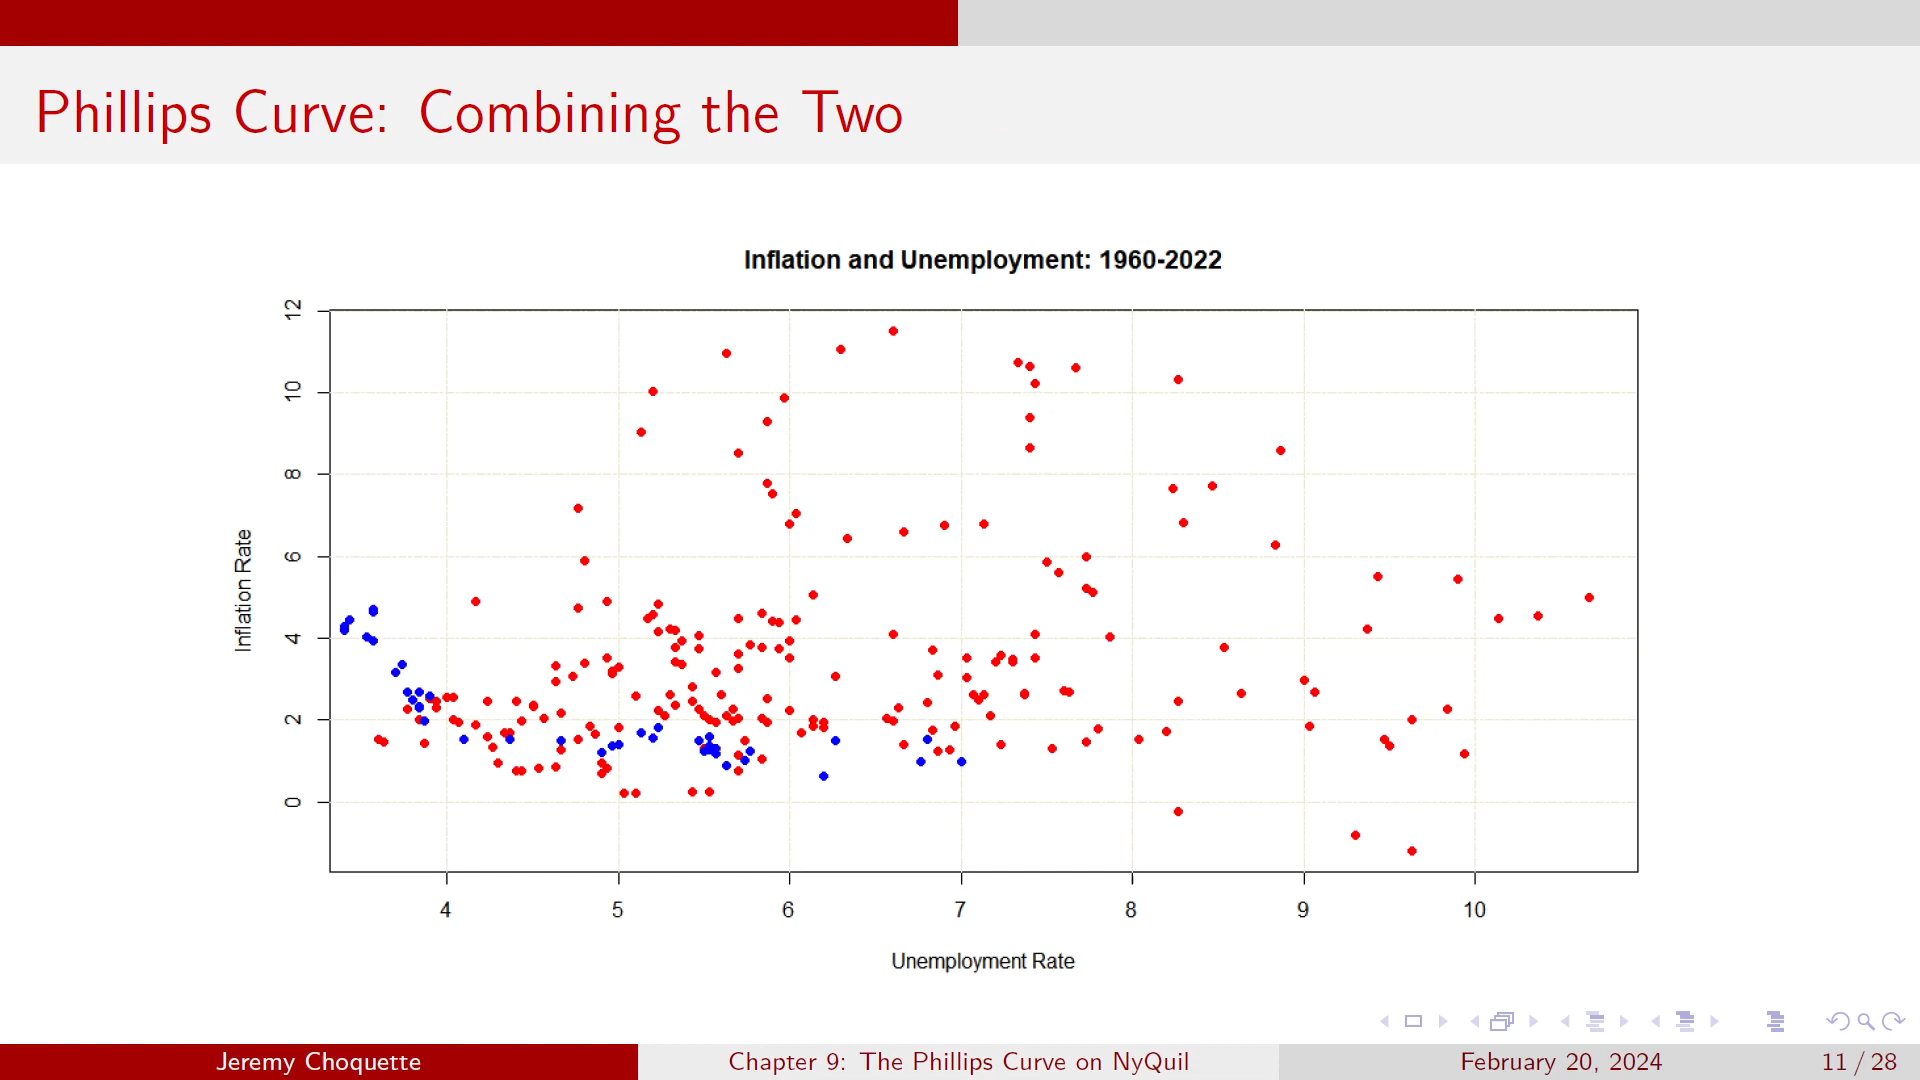 Phillips Curve: Combining the Two
Inflation and Unemployment: 1960-2022
12
10
8
6
4
2
0
Inflation Rate
4 5 6 7 8 9 10
Unemployment Rate
Jeremy Choquette Chapter 9: The Phillips Curve on NyQuil February 20, 2024 11 / 28